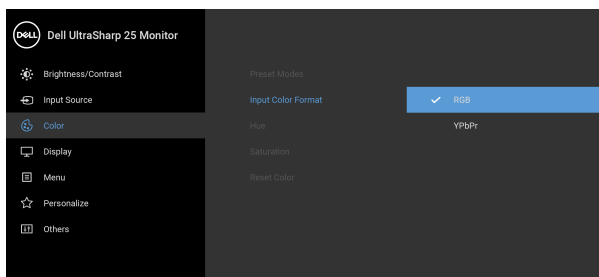 DELL Dell UltraSharp 25 Monitor
Brightness/Contrast
Preset Modes
Input Source
Input Color Format
RGB
Color
Hue
YPbPr
Display
Saturation
Menu
Reset Color
Personalize
Others